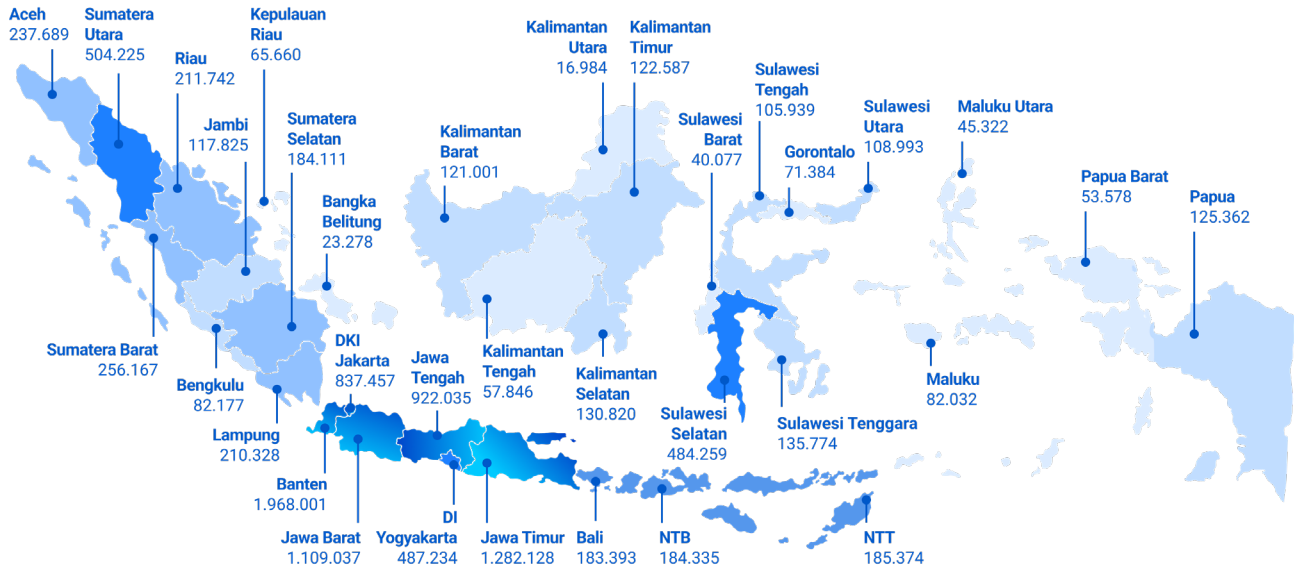 Aceh
237.689
Sumatera
Utara
504.225
Riau
211.742
Kepulauan
Riau
65.660
Jambi
117.825
Sumatera
Selatan
184.111
Bangka
Belitung
23.278
Kalimantan
Barat
121.001
Kalimantan
Utara
16.984
Kalimantan
Timur
122.587
Sulawesi
Barat
40.077
Sulawesi
Tengah
105.939
Gorontalo
71.384
Sulawesi
Utara
108.993
Maluku Utara
45.322
Papua Barat
53.578
Papua
125.362
Sumatera Barat
256.167
Bengkulu
82.177
Lampung
210.328
Banten
1.968.001
DKI
Jakarta
837.457
Jawa
Tengah
922.035
Kalimantan
Tengah
57.846
Kalimantan
Selatan
130.820
Sulawesi
Selatan
484.259
Sulawesi Tenggara
135.774
Maluku
82.032
Jawa Barat
1.109.037
DI
Yogyakarta
487.234
Jawa Timur
1.282.128
Bali
183.393
NTB
184.335
NTT
185.374